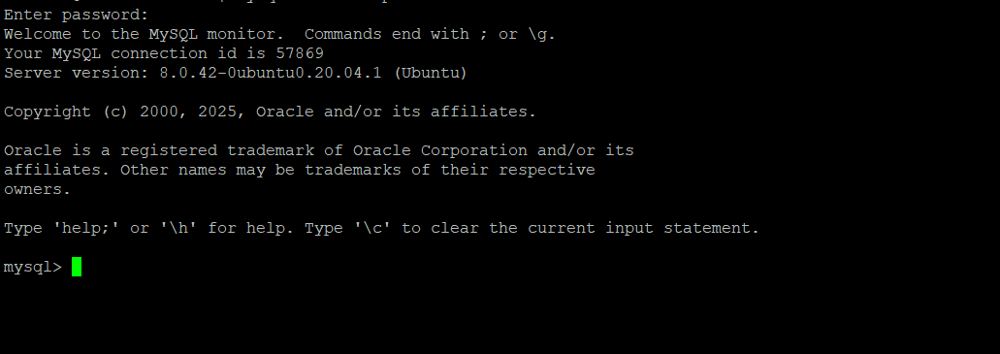 Enter password:
Welcome to the MySQL monitor.  Commands end with ; or \g.
Your MySQL connection id is 57869
Server version: 8.0.42-0ubuntu0.20.04.1 (Ubuntu)
Copyright (c) 2000, 2025, Oracle and/or its affiliates.
Oracle is a registered trademark of Oracle Corporation and/or its
affiliates. Other names may be trademarks of their respective
owners.
Type 'help;' or '\h' for help. Type '\c' to clear the current input statement.
mysql>